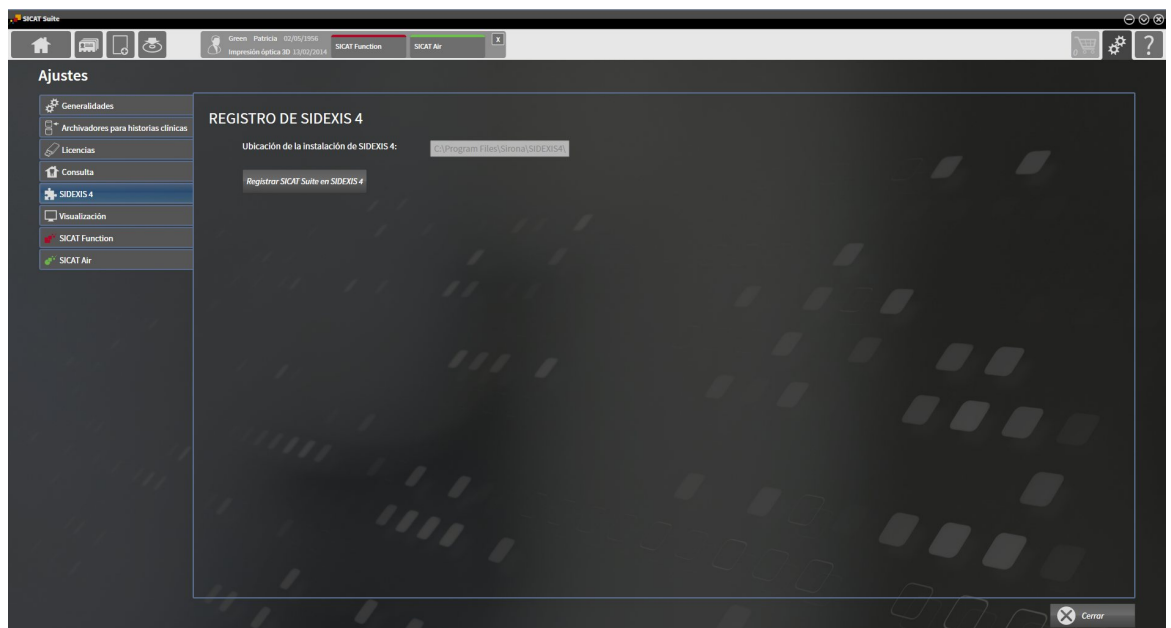 SICAT Suite
Green Patricia 02/05/1956
Impresión óptica 3D 13/02/2014
SICAT Function
SICAT Air
X
0
?
Ajustes
Generalidades
Archivadores para historias clínicas
Licencias
Consulta
SIDEXIS 4
Visualización
SICAT Function
SICAT Air
REGISTRO DE SIDEXIS 4
Ubicación de la instalación de SIDEXIS 4:
C:\Program Files\Sirona\SIDEXIS4\
Registrar SICAT Suite en SIDEXIS 4
Cerrar